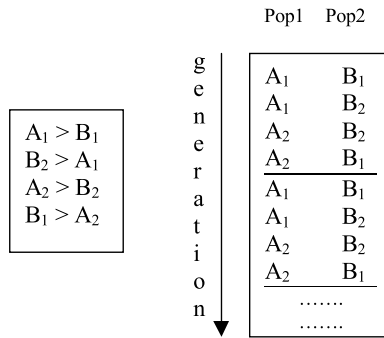 A₁ > B₁
B₂ > A₁
A₂ > B₂
B₁ > A₂
generation
Pop1 Pop2
A₁ B₁
A₁ B₂
A₂ B₂
A₂ B₁
A₁ B₁
A₁ B₂
A₂ B₂
A₂ B₁
.......
.......